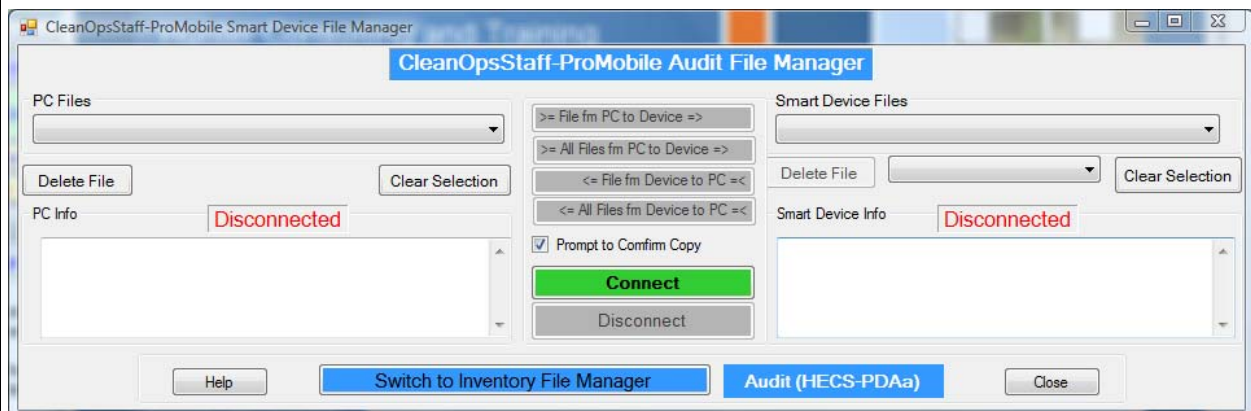 CleanOpsStaff-ProMobile Smart Device File Manager
and Training
CleanOpsStaff-ProMobile Audit File Manager
PC Files
Delete File
Clear Selection
PC Info
Disconnected
>= File fm PC to Device =>
>= All Files fm PC to Device =>
<= File fm Device to PC =<
<= All Files fm Device to PC =<
Prompt to Comfirm Copy
Connect
Disconnect
Smart Device Files
Delete File
Clear Selection
Smart Device Info
Disconnected
Help
Switch to Inventory File Manager
Audit (HECS-PDAa)
Close